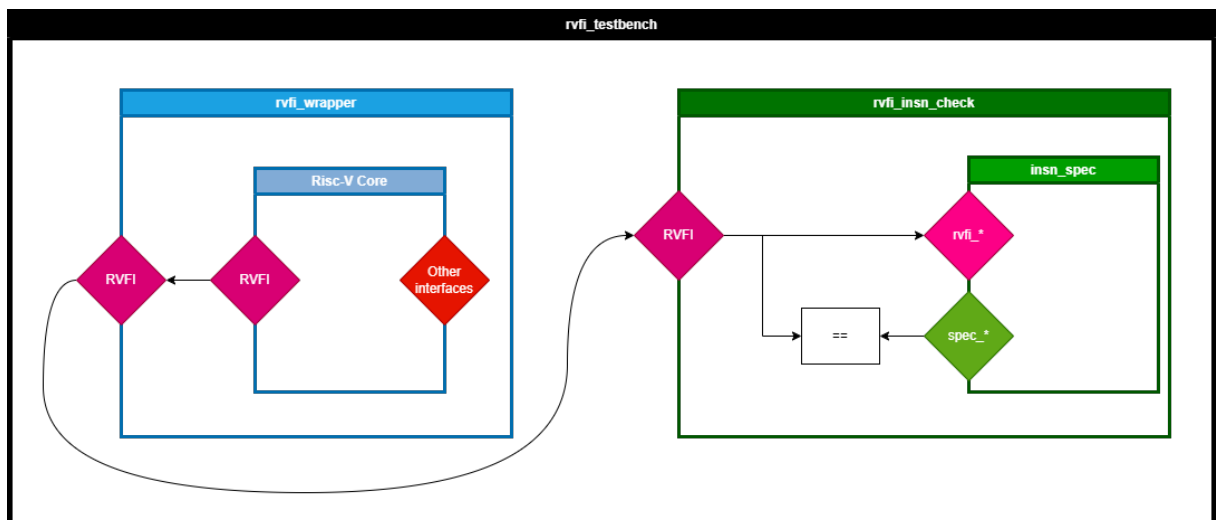 rvfi_testbench
rvfi_wrapper
Risc-V Core
RVFI
RVFI
Other
interfaces
rvfi_insn_check
insn_spec
RVFI
rvfi_*
==
spec_*